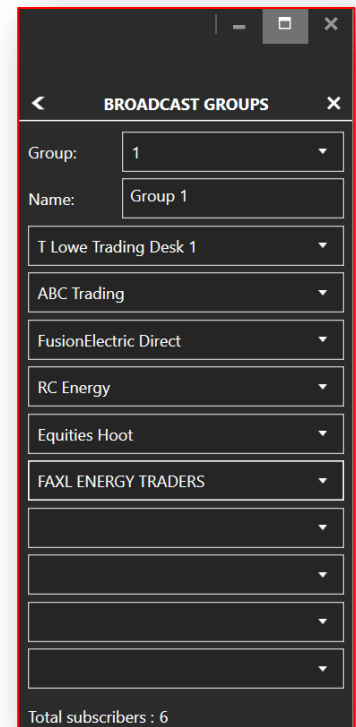 BROADCAST GROUPS
Group: 1
Name: Group 1
T Lowe Trading Desk 1
ABC Trading
FusionElectric Direct
RC Energy
Equities Hoot
FAXL ENERGY TRADERS
Total subscribers : 6